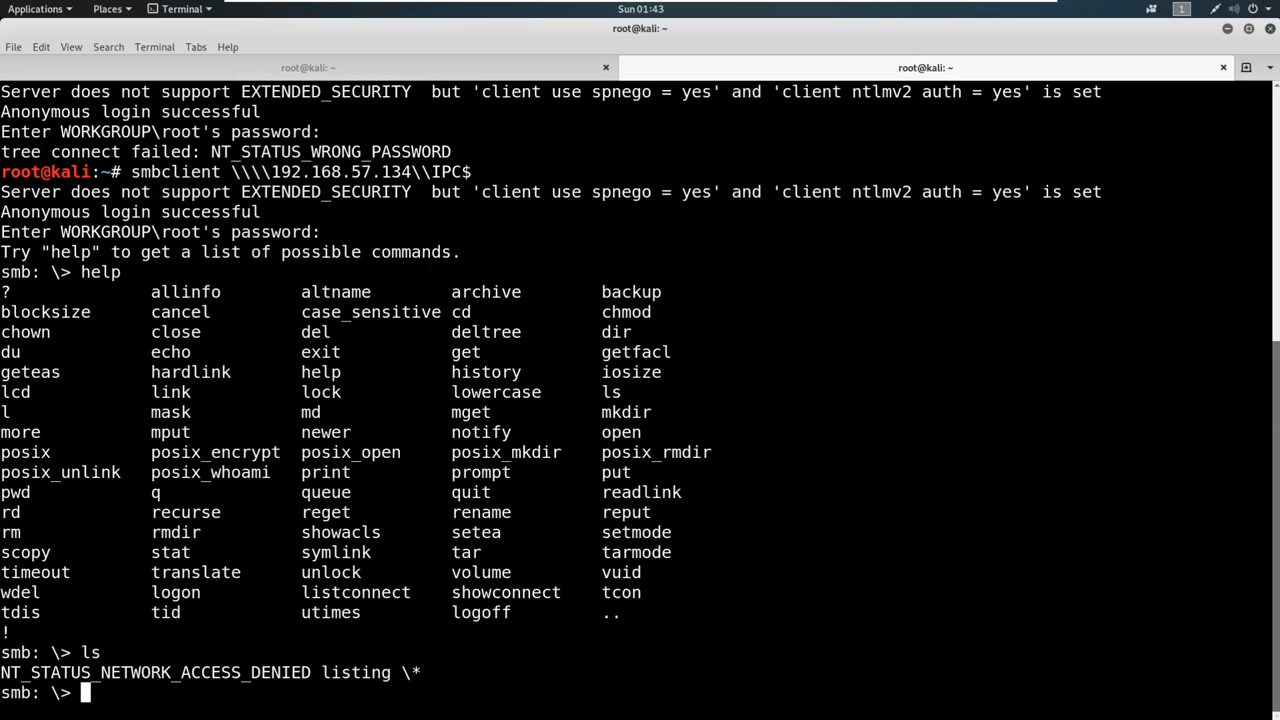 Applications Places Terminal Sun 01:43 1
root@kali: ~
File Edit View Search Terminal Tabs Help
root@kali: ~ root@kali: ~
Server does not support EXTENDED_SECURITY  but 'client use spnego = yes' and 'client ntlmv2 auth = yes' is set
Anonymous login successful
Enter WORKGROUP\root's password:
tree connect failed: NT_STATUS_WRONG_PASSWORD
root@kali:~# smbclient \\\\192.168.57.134\\IPC$
Server does not support EXTENDED_SECURITY  but 'client use spnego = yes' and 'client ntlmv2 auth = yes' is set
Anonymous login successful
Enter WORKGROUP\root's password:
Try "help" to get a list of possible commands.
smb: \> help
? allinfo altname archive backup
blocksize cancel case_sensitive cd chmod
chown close del deltree dir
du echo exit get getfacl
geteas hardlink help history iosize
lcd link lock lowercase ls
l mask md mget mkdir
more mput newer notify open
posix posix_encrypt posix_open posix_mkdir posix_rmdir
posix_unlink posix_whoami print prompt put
pwd q queue quit readlink
rd recurse reget rename reput
rm rmdir showacls setea setmode
scopy stat symlink tar tarmode
timeout translate unlock volume vuid
wdel logon listconnect showconnect tcon
tdis tid utimes logoff ..
!
smb: \> ls
NT_STATUS_NETWORK_ACCESS_DENIED listing \*
smb: \>